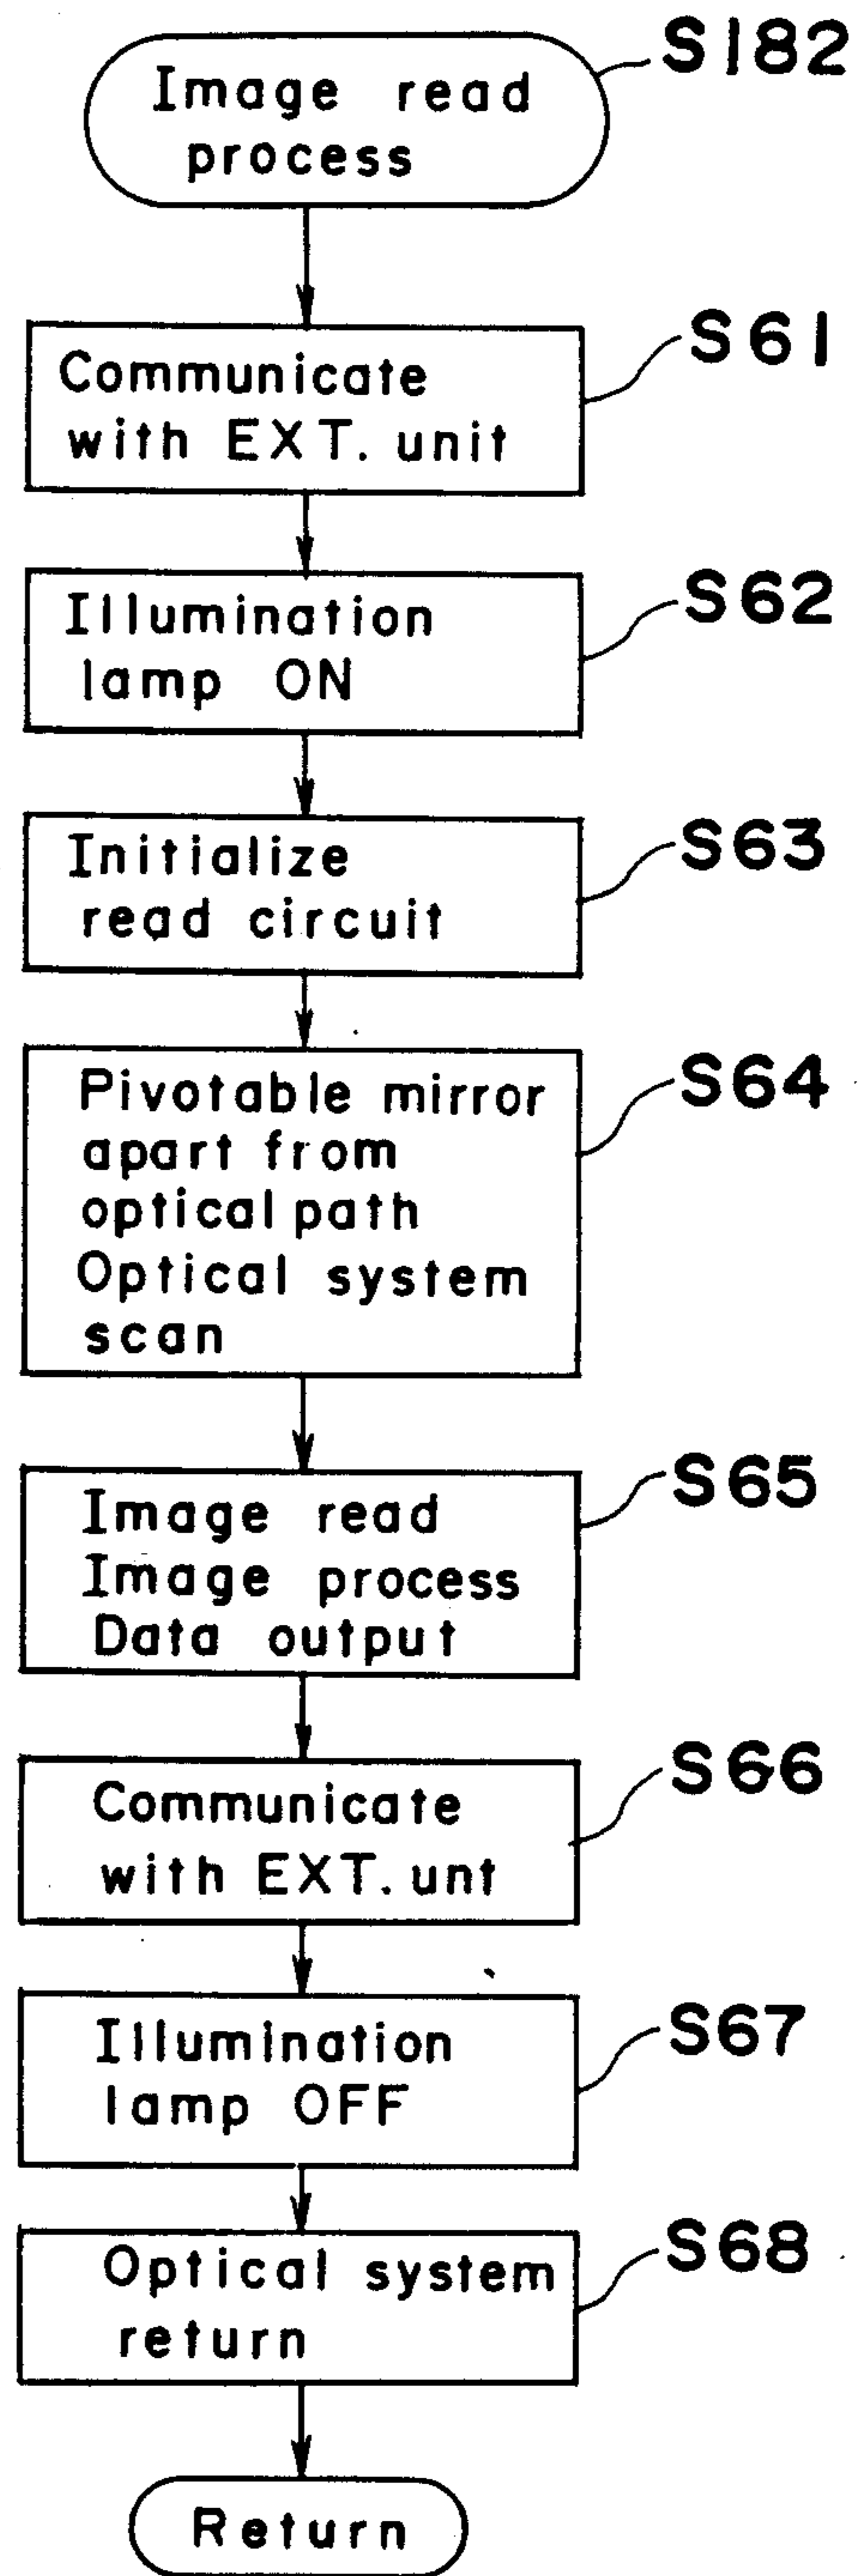 S182
Image read
process
S61
Communicate
with EXT. unit
S62
Illumination
lamp ON
S63
Initialize
read circuit
S64
Pivotable mirror
apart from
optical path
Optical system
scan
S65
Image read
Image process
Data output
S66
Communicate
with EXT. unt
S67
Illumination
lamp OFF
S68
Optical system
return
Return